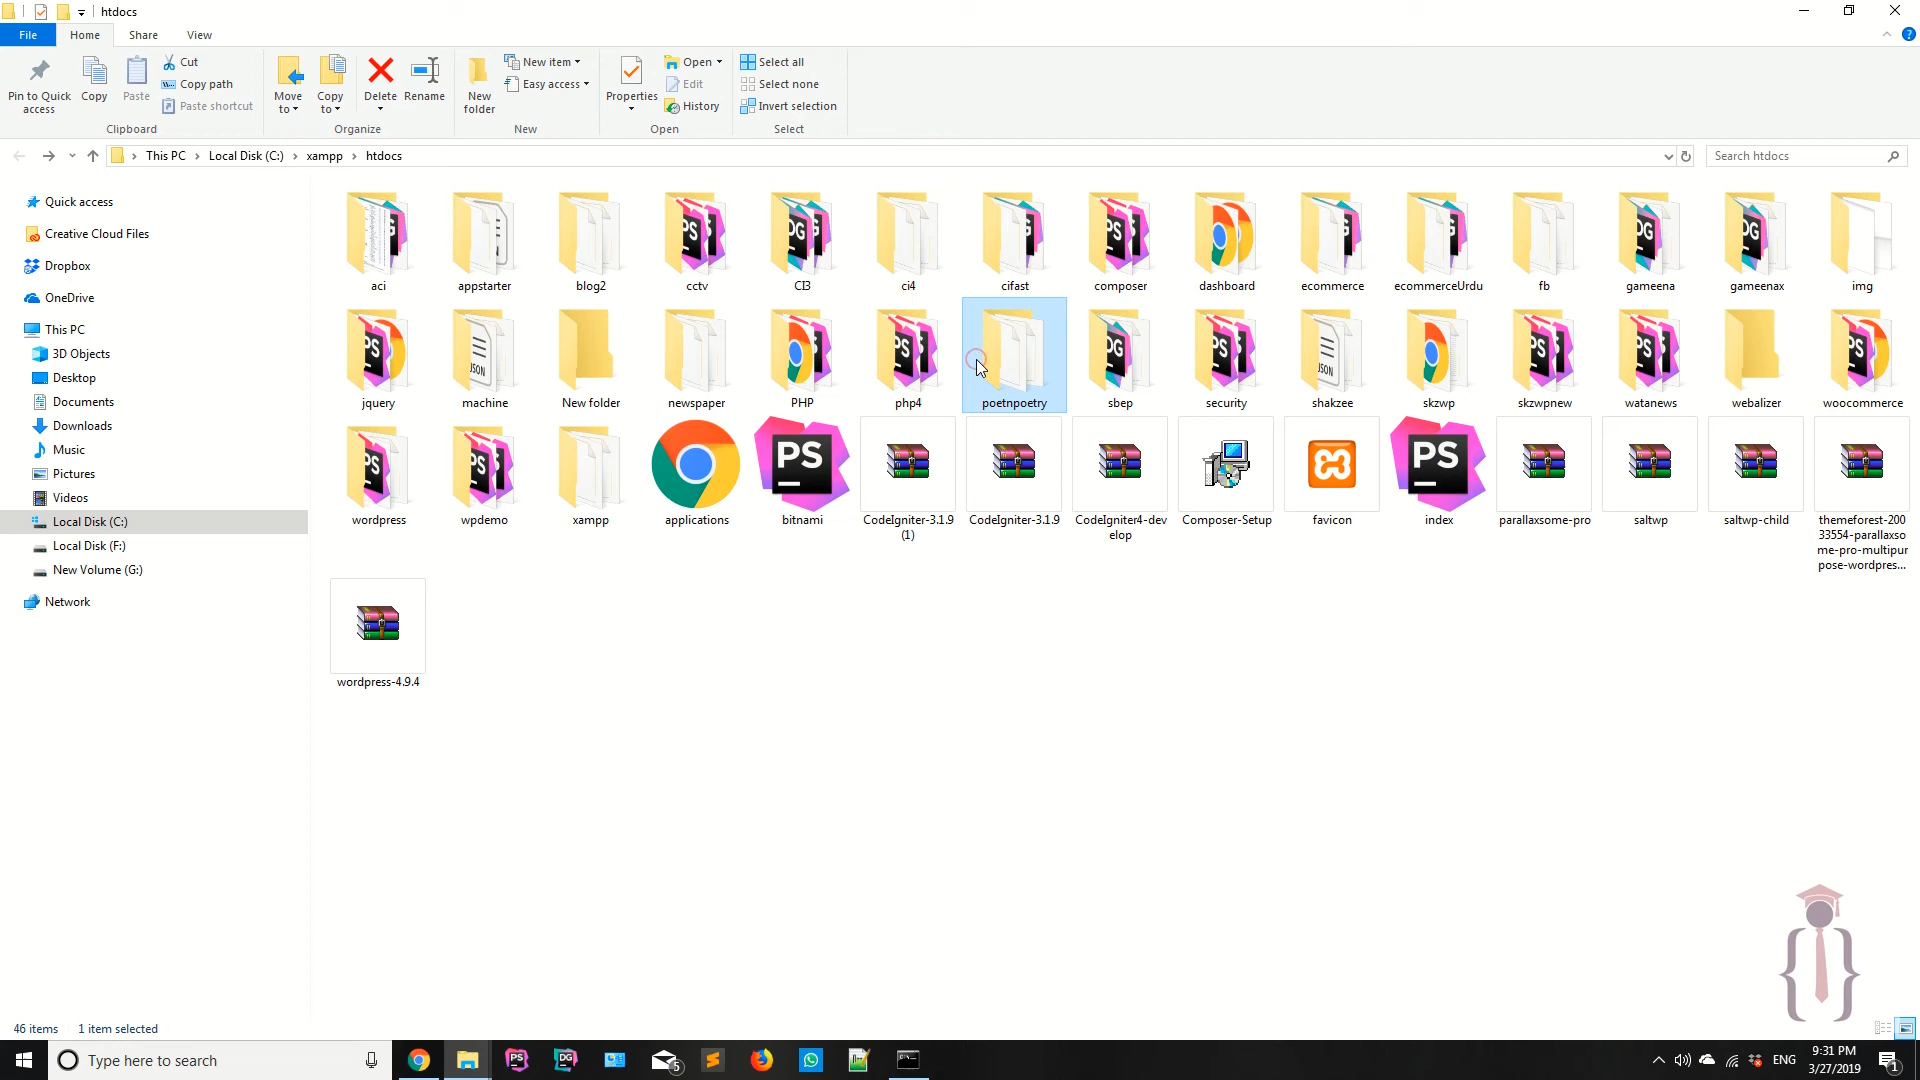 htdocs
File
Home
Share
View
Pin to Quick
access
Copy
Paste
Cut
Copy path
Paste shortcut
Clipboard
Move
to
Copy
to
Delete
Rename
Organize
New
folder
New item
Easy access
New
Properties
Open
Edit
History
Open
Select all
Select none
Invert selection
Select
This PC
Local Disk (C:)
xampp
htdocs
Search htdocs
Quick access
Creative Cloud Files
Dropbox
OneDrive
This PC
3D Objects
Desktop
Documents
Downloads
Music
Pictures
Videos
Local Disk (C:)
Local Disk (F:)
New Volume (G:)
Network
aci
appstarter
blog2
cctv
CI3
ci4
cifast
composer
dashboard
ecommerce
ecommerceUrdu
fb
gameena
gameenax
img
jquery
machine
New folder
newspaper
PHP
php4
poetnpoetry
sbep
security
shakzee
skzwp
skzwpnew
watanews
webalizer
woocommerce
wordpress
wpdemo
xampp
applications
bitnami
CodeIgniter-3.1.9
(1)
CodeIgniter-3.1.9
CodeIgniter4-dev
elop
Composer-Setup
favicon
index
parallaxsome-pro
saltwp
saltwp-child
themeforest-200
33554-parallaxso
me-pro-multipur
pose-wordpres...
wordpress-4.9.4
46 items
1 item selected
Type here to search
5
ENG
9:31 PM
3/27/2019
1